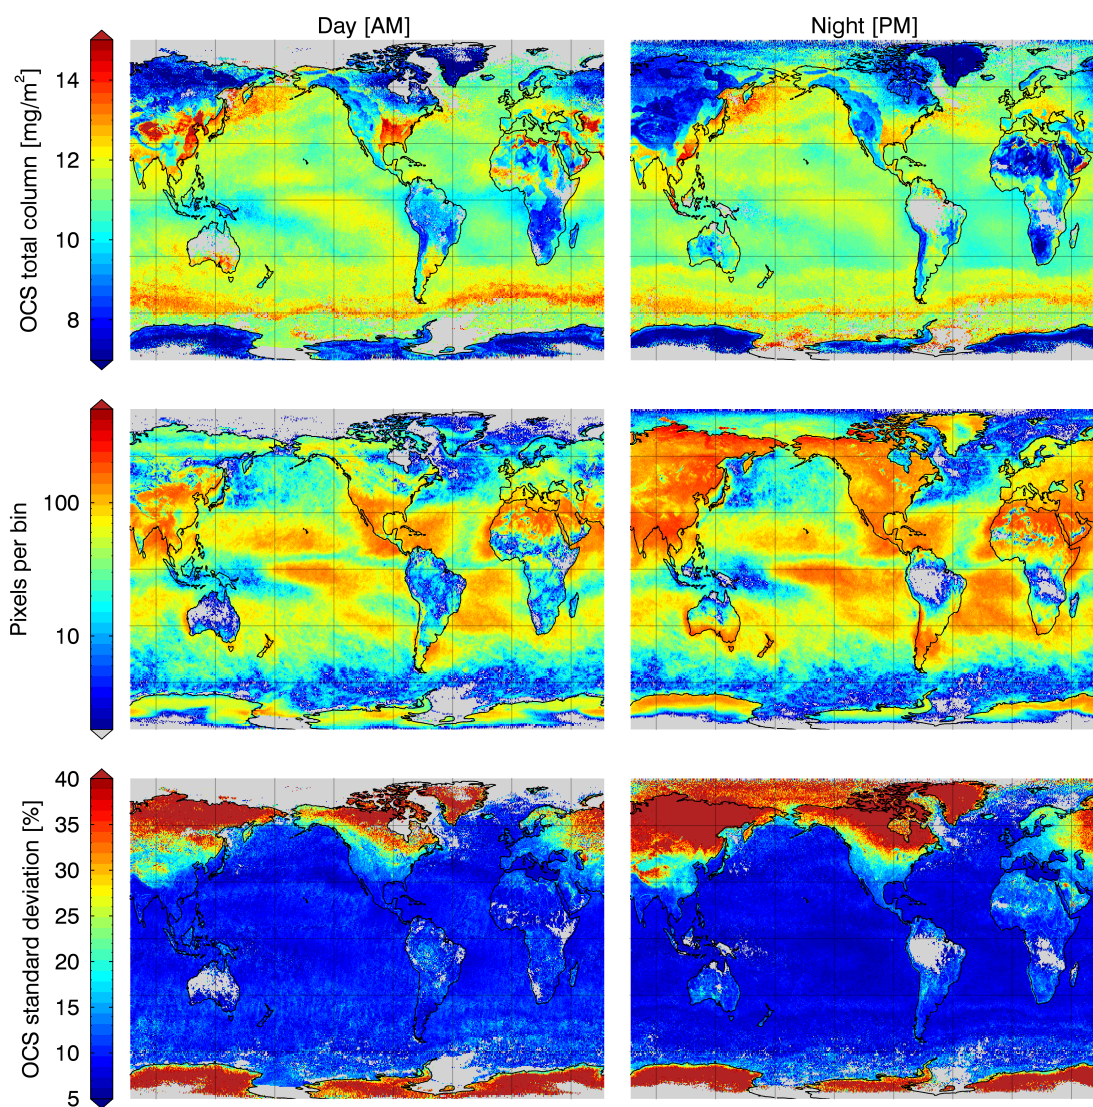 Day [AM]
Night [PM]
OCS total column [mg/m²]
14
12
10
8
Pixels per bin
100
10
OCS standard deviation [%]
40
35
30
25
20
15
10
5